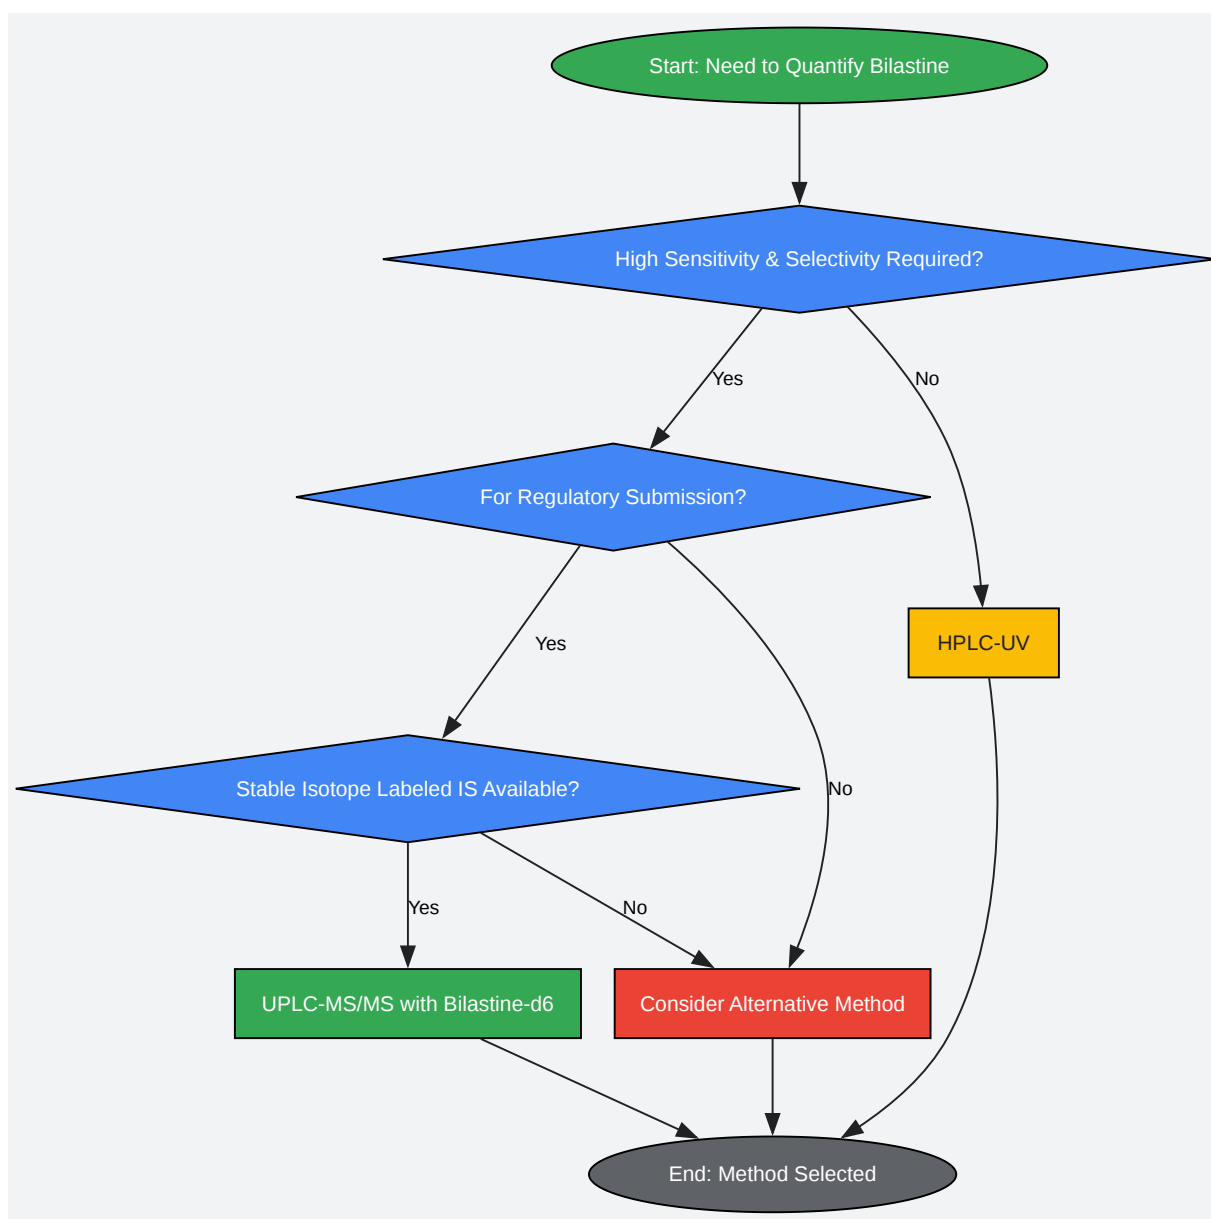 Start: Need to Quantify Bilastine
High Sensitivity & Selectivity Required?
Yes
No
For Regulatory Submission?
Yes
HPLC-UV
Stable Isotope Labeled IS Available?
No
Yes
No
UPLC-MS/MS with Bilastine-d6
Consider Alternative Method
End: Method Selected